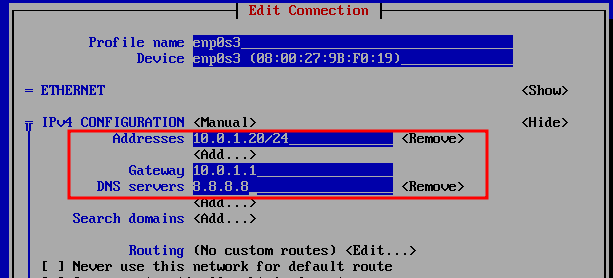 Edit Connection
Profile name enp0s3
Device enp0s3 (08:00:27:9B:F0:19)
= ETHERNET <Show>
= IPv4 CONFIGURATION <Manual> <Hide>
Addresses 10.0.1.20/24 <Remove>
<Add...>
Gateway 10.0.1.1
DNS servers 8.8.8.8 <Remove>
<Add...>
Search domains <Add...>
Routing (No custom routes) <Edit...>
[ ] Never use this network for default route